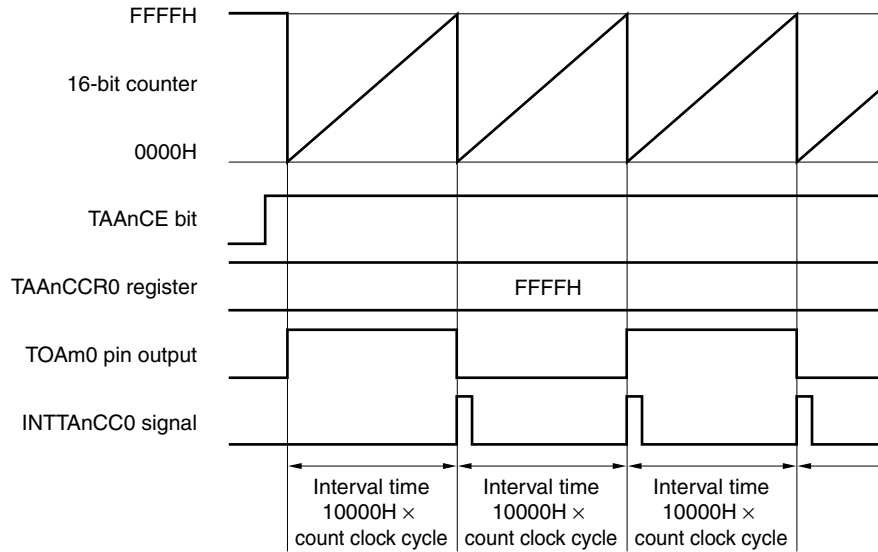 FFFFH
16-bit counter
0000H
TAAnCE bit
TAAnCCR0 register
FFFFH
TOAm0 pin output
INTTAnCC0 signal
Interval time
10000H ×
count clock cycle
Interval time
10000H ×
count clock cycle
Interval time
10000H ×
count clock cycle